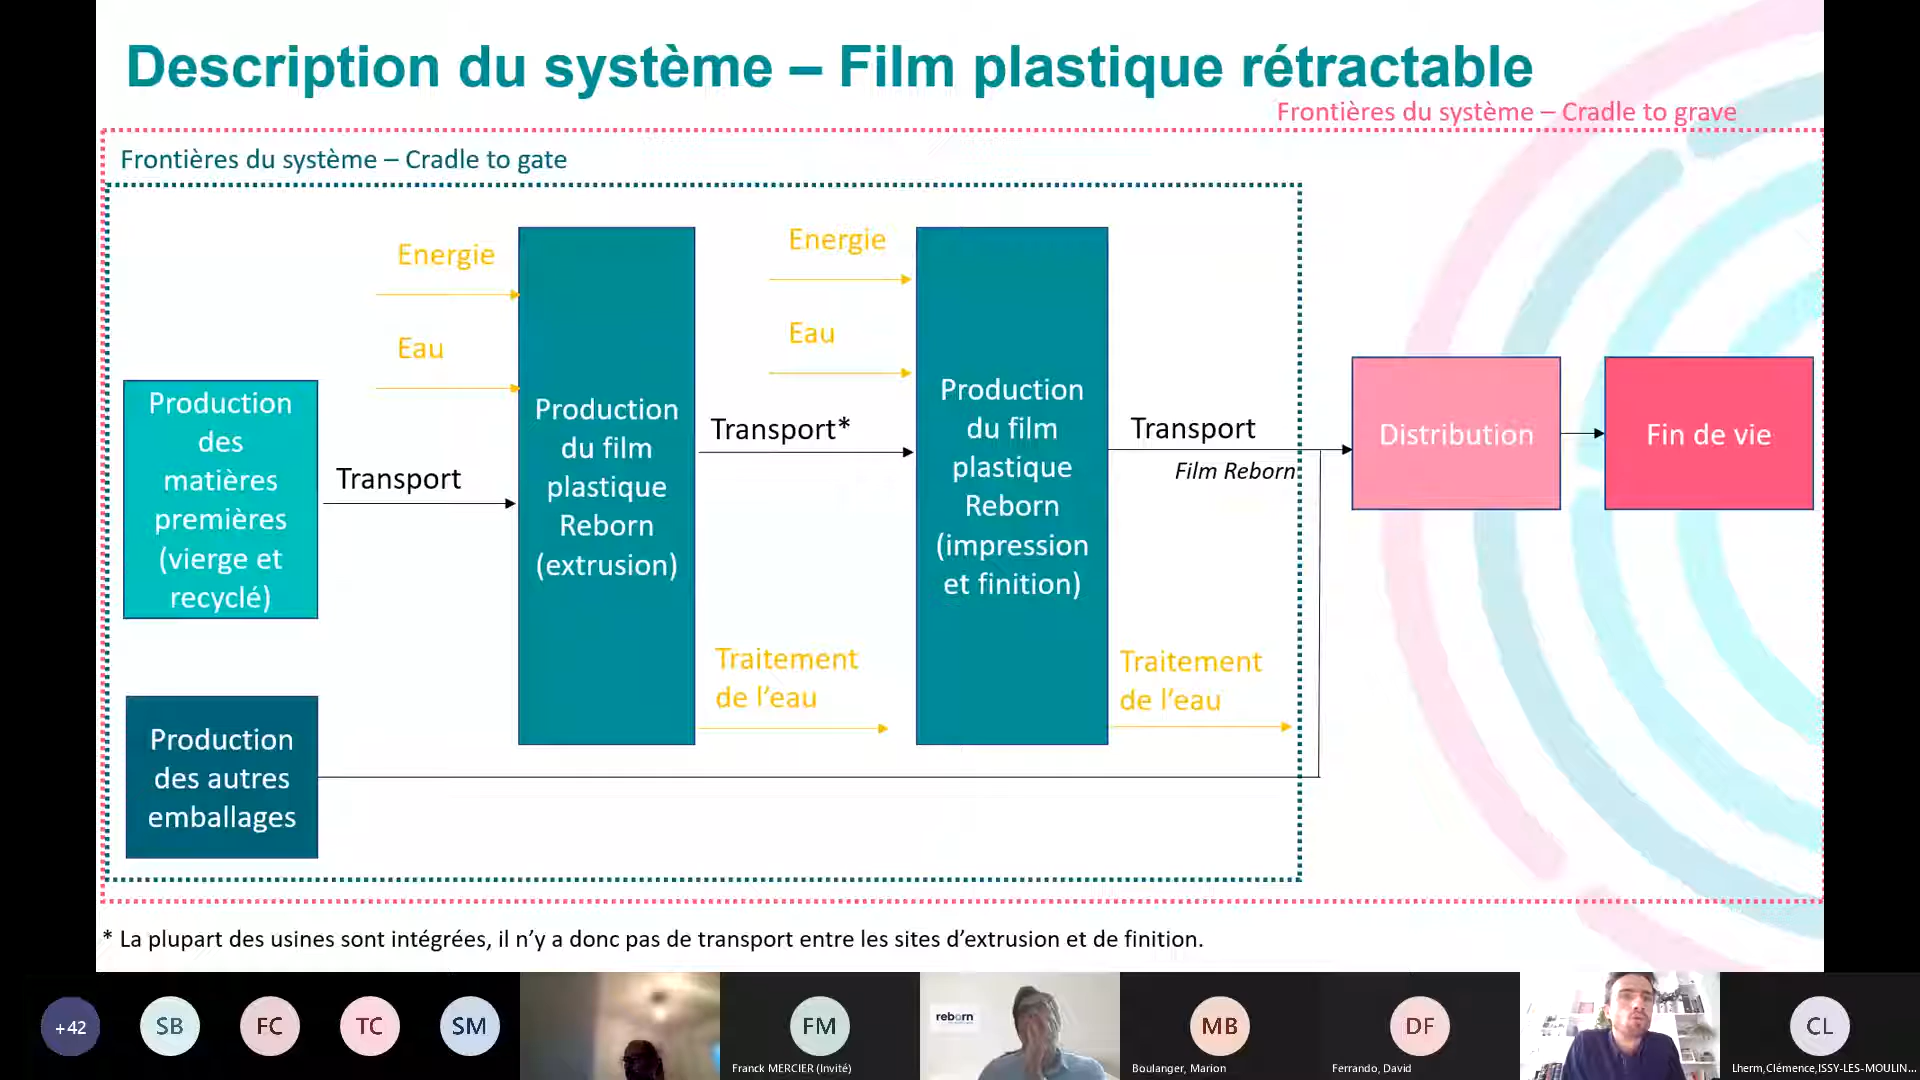 Description du système – Film plastique rétractable
Frontières du système – Cradle to grave
Frontières du système – Cradle to gate
Energie
Eau
Energie
Eau
Production
des
matières
premières
(vierge et
recyclé)
Transport
Production
du film
plastique
Reborn
(extrusion)
Transport*
Production
du film
plastique
Reborn
(impression
et finition)
Transport
Film Reborn
Distribution
Fin de vie
Traitement
de l’eau
Traitement
de l’eau
Production
des autres
emballages
* La plupart des usines sont intégrées, il n’y a donc pas de transport entre les sites d’extrusion et de finition.
+42
SB
FC
TC
SM
FM
Franck MERCIER (Invité)
reborn
MB
Boulanger, Marion
DF
Ferrando, David
CL
Lherm,Clémence,ISSY-LES-MOULIN...